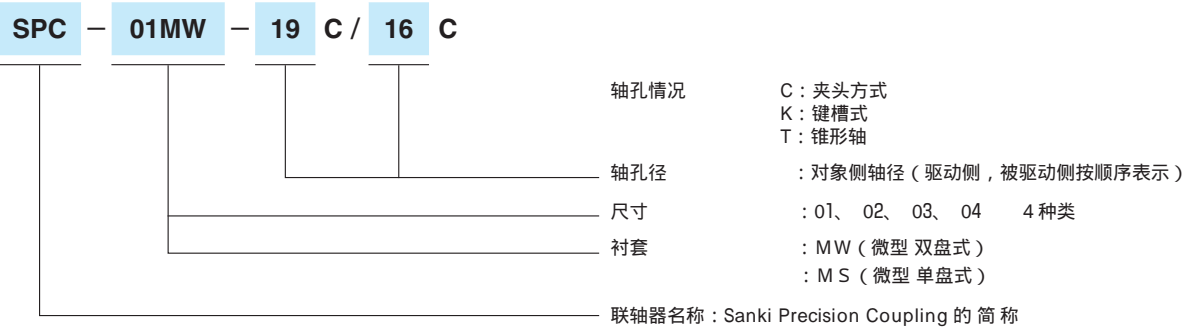 SPC － 01MW － 19 C / 16 C
轴孔情况 C：夹头方式
K：键槽式
T：锥形轴
轴孔径 ：对象侧轴径（驱动侧，被驱动侧按顺序表示）
尺寸 ：01、 02、 03、 04 4种类
衬套 ：MW（微型 双盘式）
：MS（微型 单盘式）
联轴器名称：Sanki Precision Coupling 的 简 称